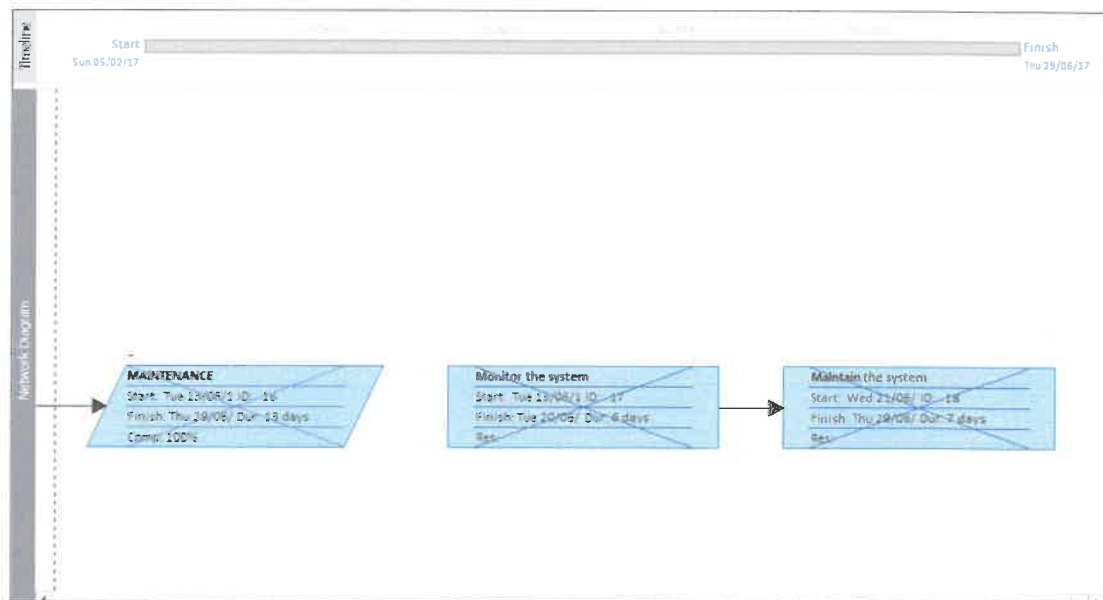 Timeline
Start
Sun 05/02/17
Finish
Thu 29/06/17
Network Diagram
MAINTENANCE
Start: Tue 13/06/1 ID: 16
Finish: Thu 29/06/ Dur: 13 days
Comp: 100%
Monitor the system
Start: Tue 13/06/1 ID: 17
Finish: Tue 20/06/ Dur: 6 days
Res:
Maintain the system
Start: Wed 21/06/ ID: 18
Finish: Thu 29/06/ Dur: 7 days
Res: